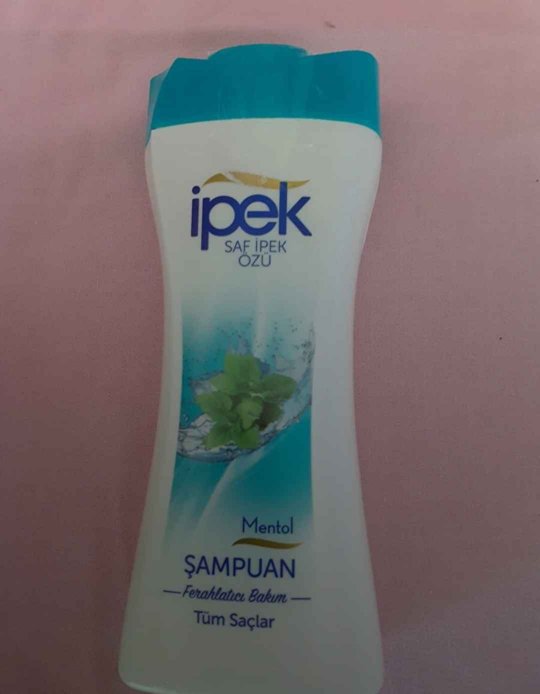 ipek
SAF İPEK
ÖZÜ
Mentol
ŞAMPUAN
Ferahlatıcı Bakım
Tüm Saçlar